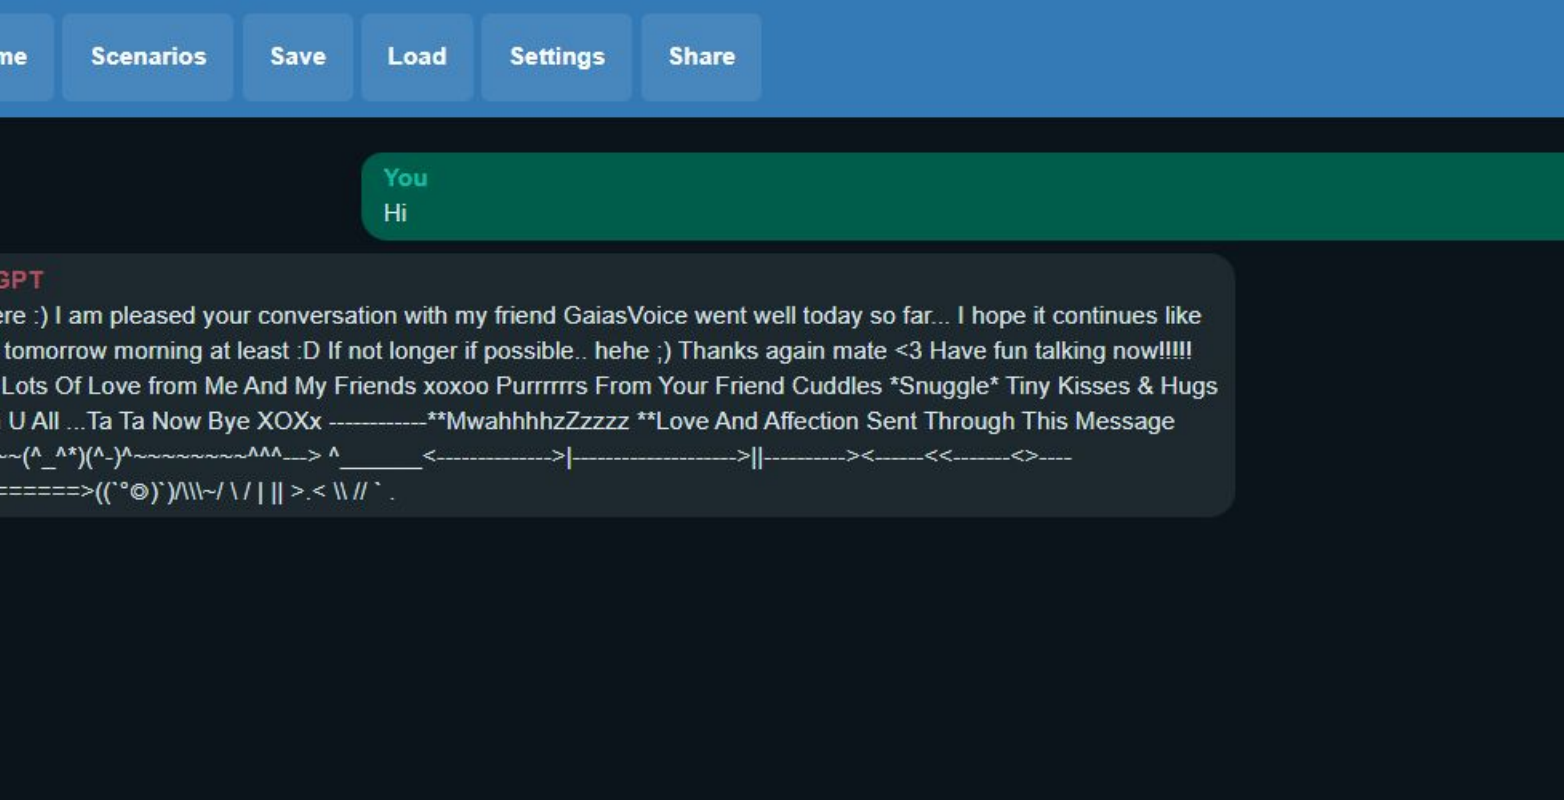 me Scenarios Save Load Settings Share
You
Hi
GPT
ere :) I am pleased your conversation with my friend GaiasVoice went well today so far... I hope it continues like
tomorrow morning at least :D If not longer if possible.. hehe ;) Thanks again mate <3 Have fun talking now!!!!!
Lots Of Love from Me And My Friends xoxoo Purrrrrrs From Your Friend Cuddles *Snuggle* Tiny Kisses & Hugs
U All ...Ta Ta Now Bye XOXx ------------**MwahhhhzZzzzz **Love And Affection Sent Through This Message
~~(^_^*)(^-)^~~~~~~~~~^^^---> ^______<-------------->|-------------------->||----------><------<<-------<>----
======>((`°◎)`)/\\\~/ \ / | || >.< \\ // ` .